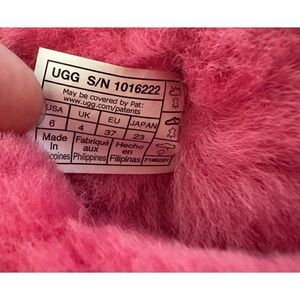 UGG S/N 1016222
May be covered by Pat:
www.ugg.com/patents
USA UK EU JAPAN
6 4 37 23
Made in Fabriqué aux Hecho en
Philippines Filipinas